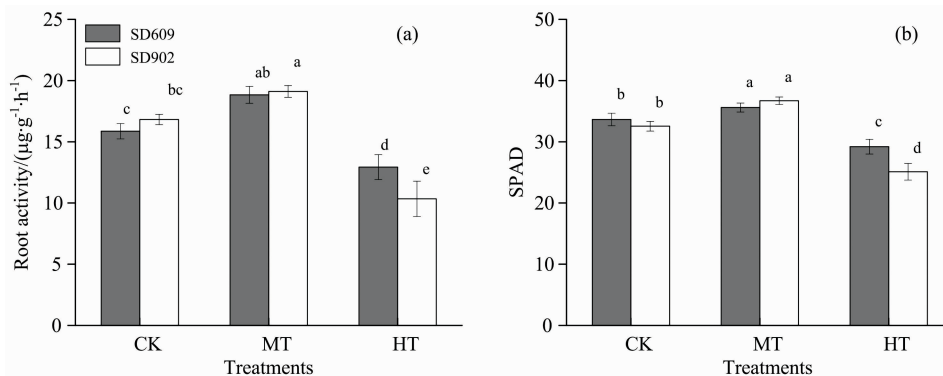 25
20
15
10
5
0
Root activity/(μg·g⁻¹·h⁻¹)
SD609
SD902
(a)
c
bc
ab
a
d
e
CK
MT
HT
Treatments
50
40
30
20
10
0
SPAD
(b)
b
b
a
a
c
d
CK
MT
HT
Treatments